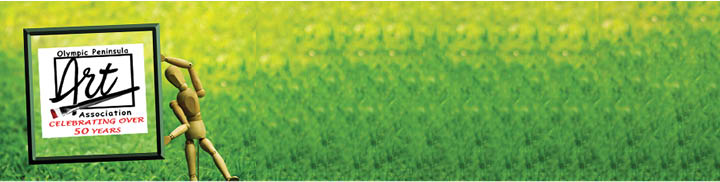 Olympic Peninsula
Art
Association
CELEBRATING OVER
50 YEARS